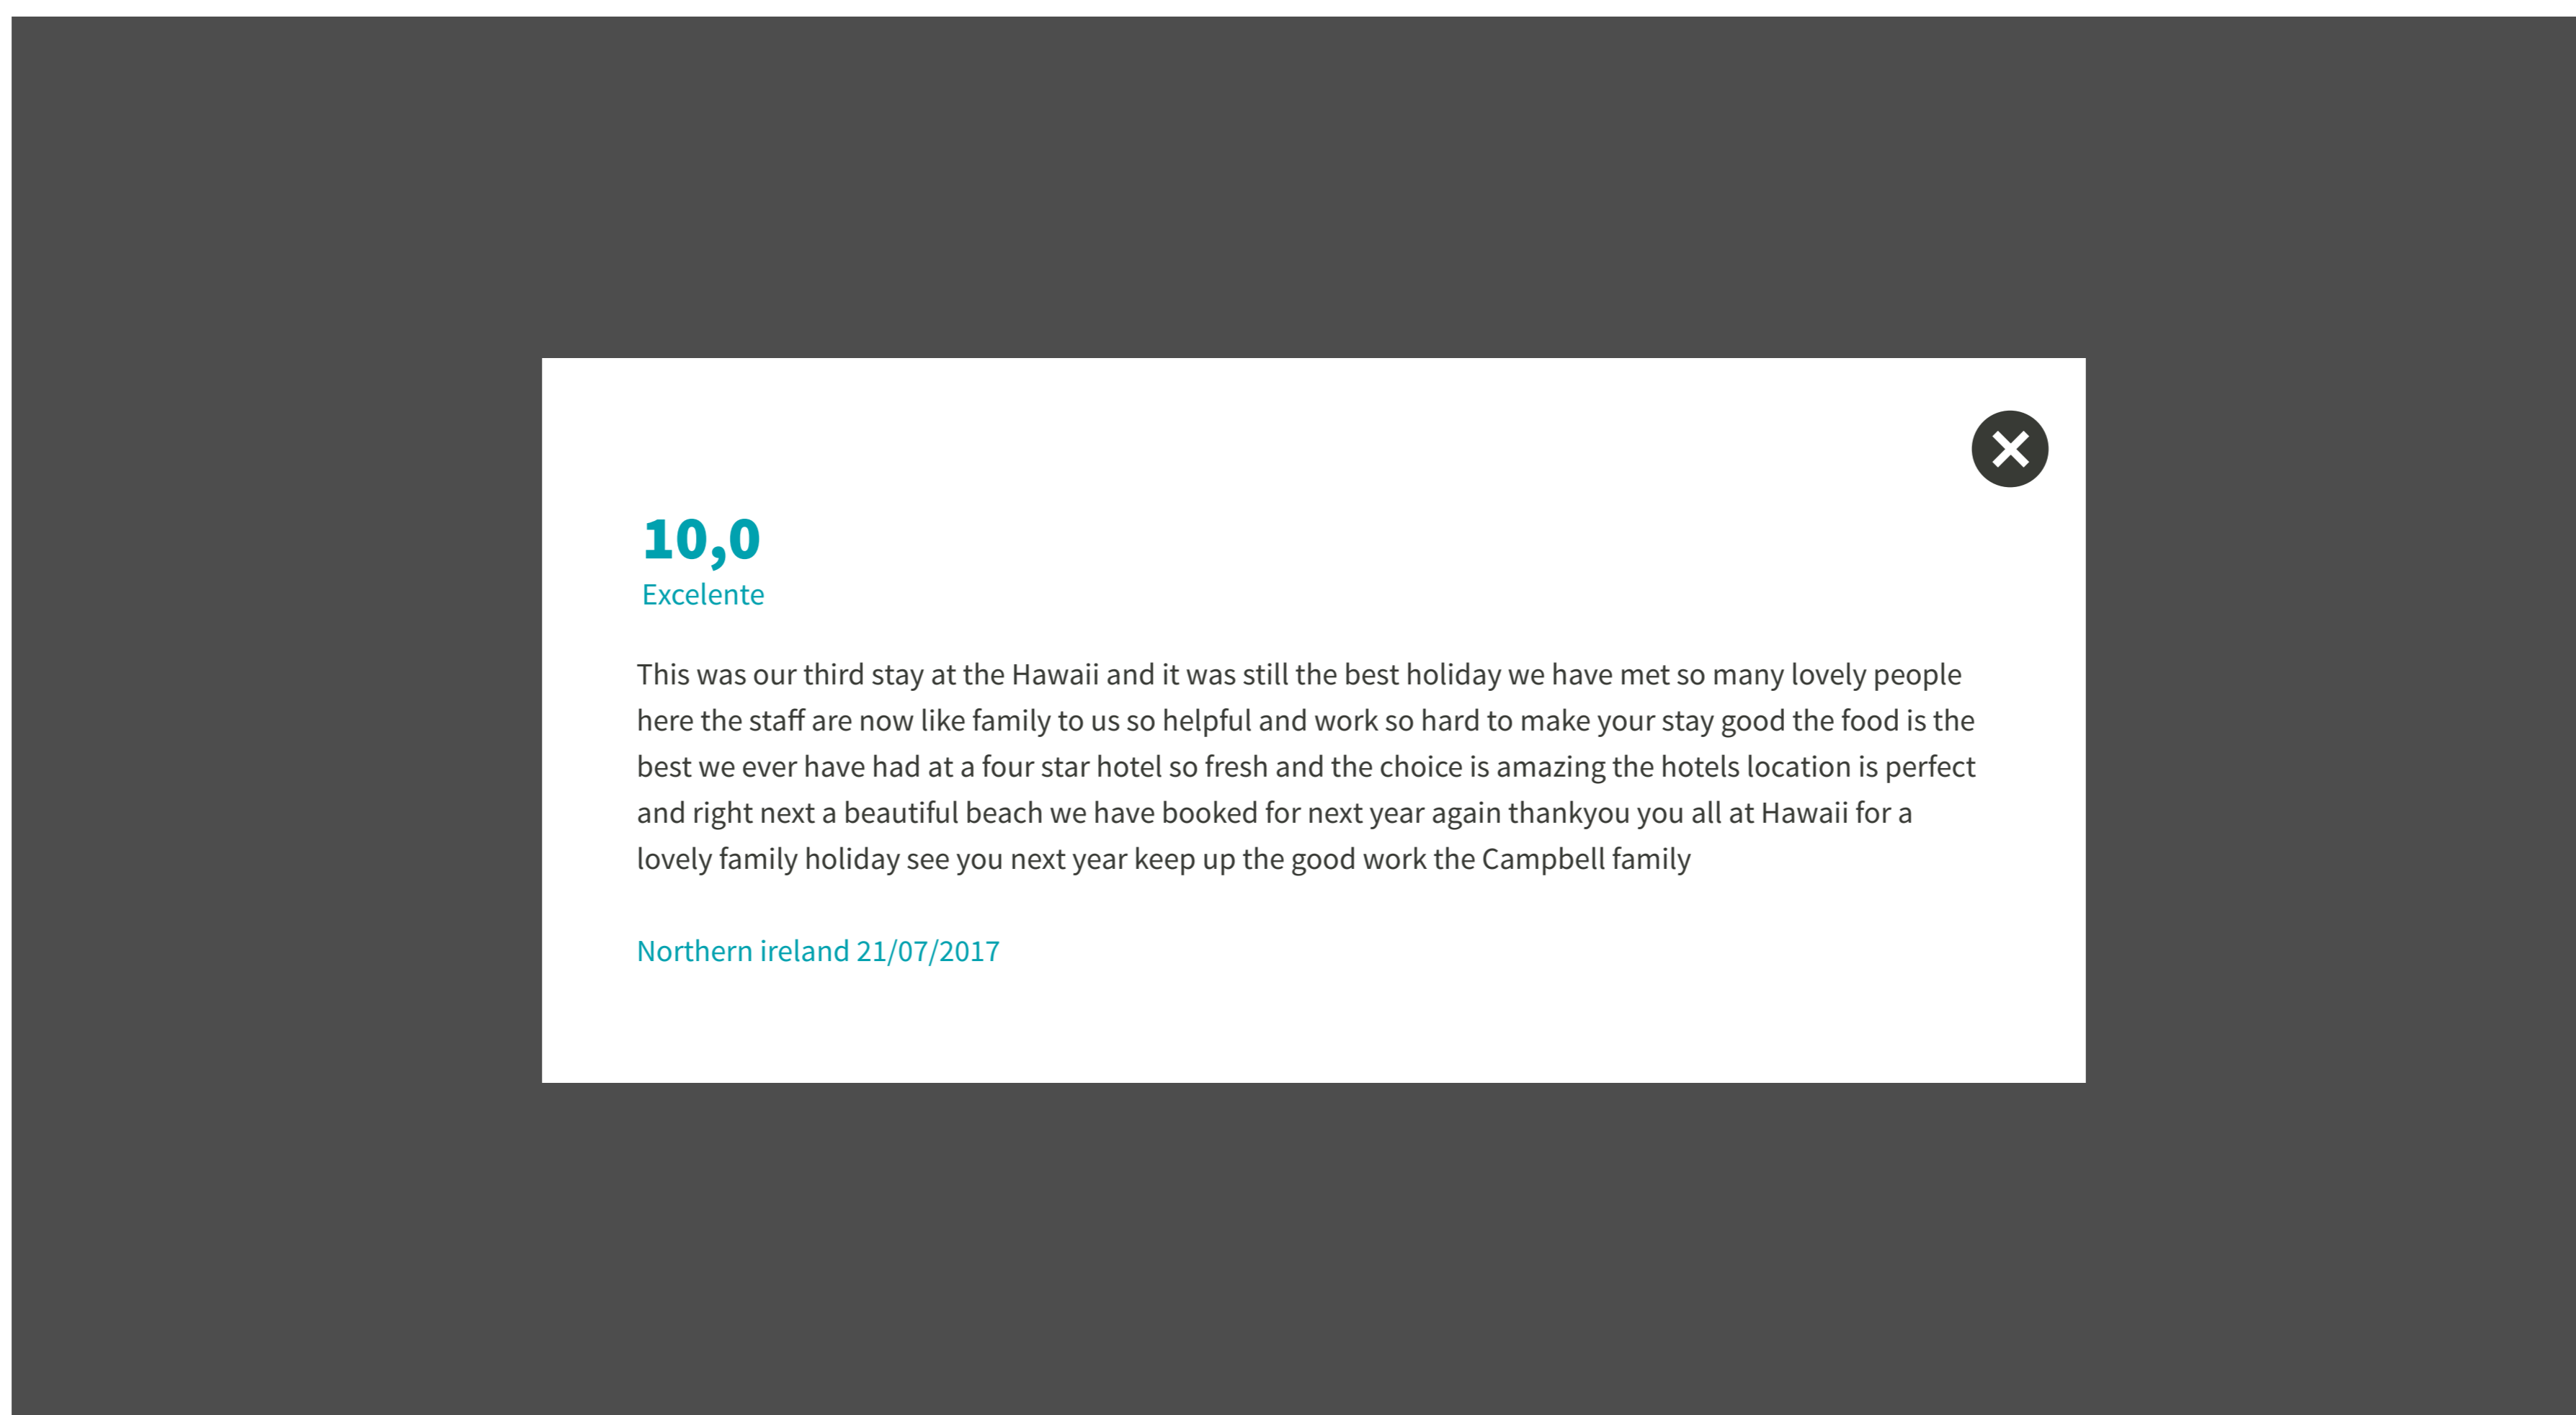 10,0
Excelente
This was our third stay at the Hawaii and it was still the best holiday we have met so many lovely people
here the staff are now like family to us so helpful and work so hard to make your stay good the food is the
best we ever have had at a four star hotel so fresh and the choice is amazing the hotels location is perfect
and right next a beautiful beach we have booked for next year again thankyou you all at Hawaii for a
lovely family holiday see you next year keep up the good work the Campbell family
Northern ireland 21/07/2017